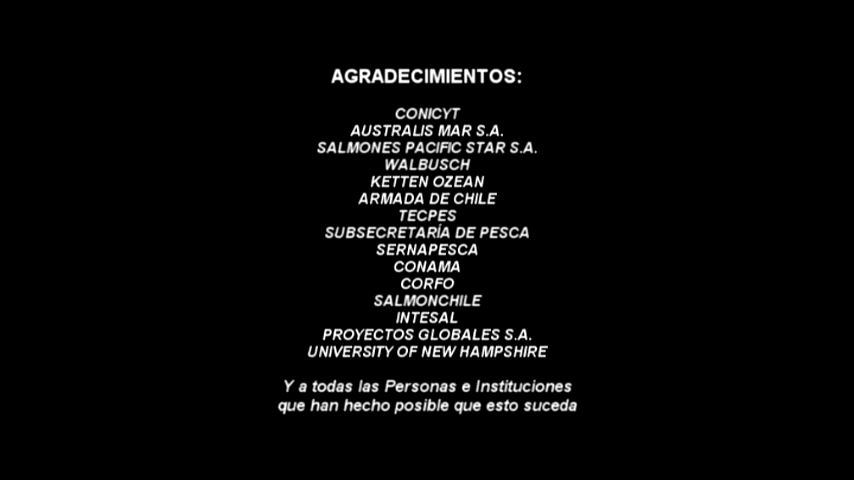 AGRADECIMIENTOS:
CONICYT
AUSTRALIS MAR S.A.
SALMONES PACIFIC STAR S.A.
WALBUSCH
KETTEN OZEAN
ARMADA DE CHILE
TECPES
SUBSECRETARÍA DE PESCA
SERNAPESCA
CONAMA
CORFO
SALMONCHILE
INTESAL
PROYECTOS GLOBALES S.A.
UNIVERSITY OF NEW HAMPSHIRE
Y a todas las Personas e Instituciones
que han hecho posible que esto suceda